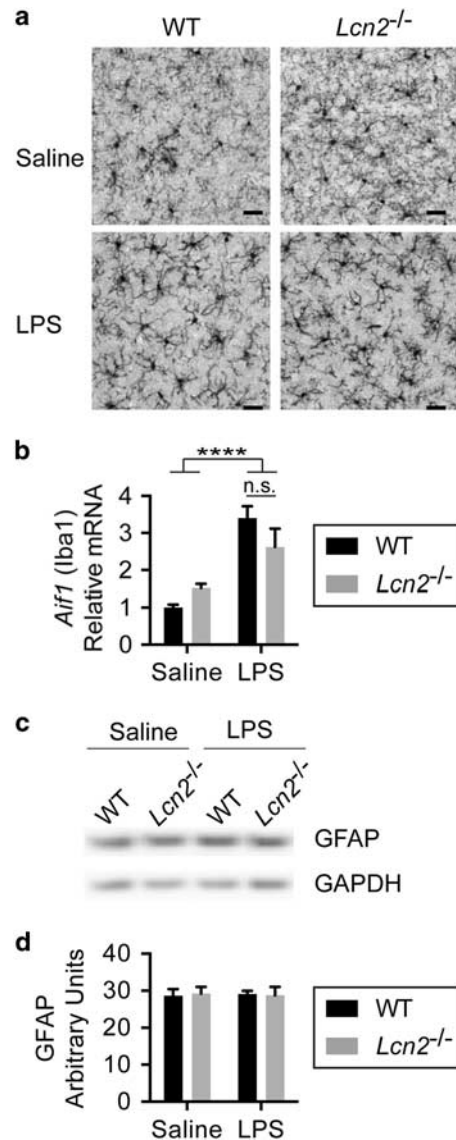 a
WT Lcn2-/-
Saline
LPS
b
****
n.s.
Aif1 (Iba1)
Relative mRNA
4
3
2
1
0
Saline LPS
WT
Lcn2-/-
c
Saline LPS
WT Lcn2-/- WT Lcn2-/-
GFAP
GAPDH
d
GFAP
Arbitrary Units
40
30
20
10
0
Saline LPS
WT
Lcn2-/-